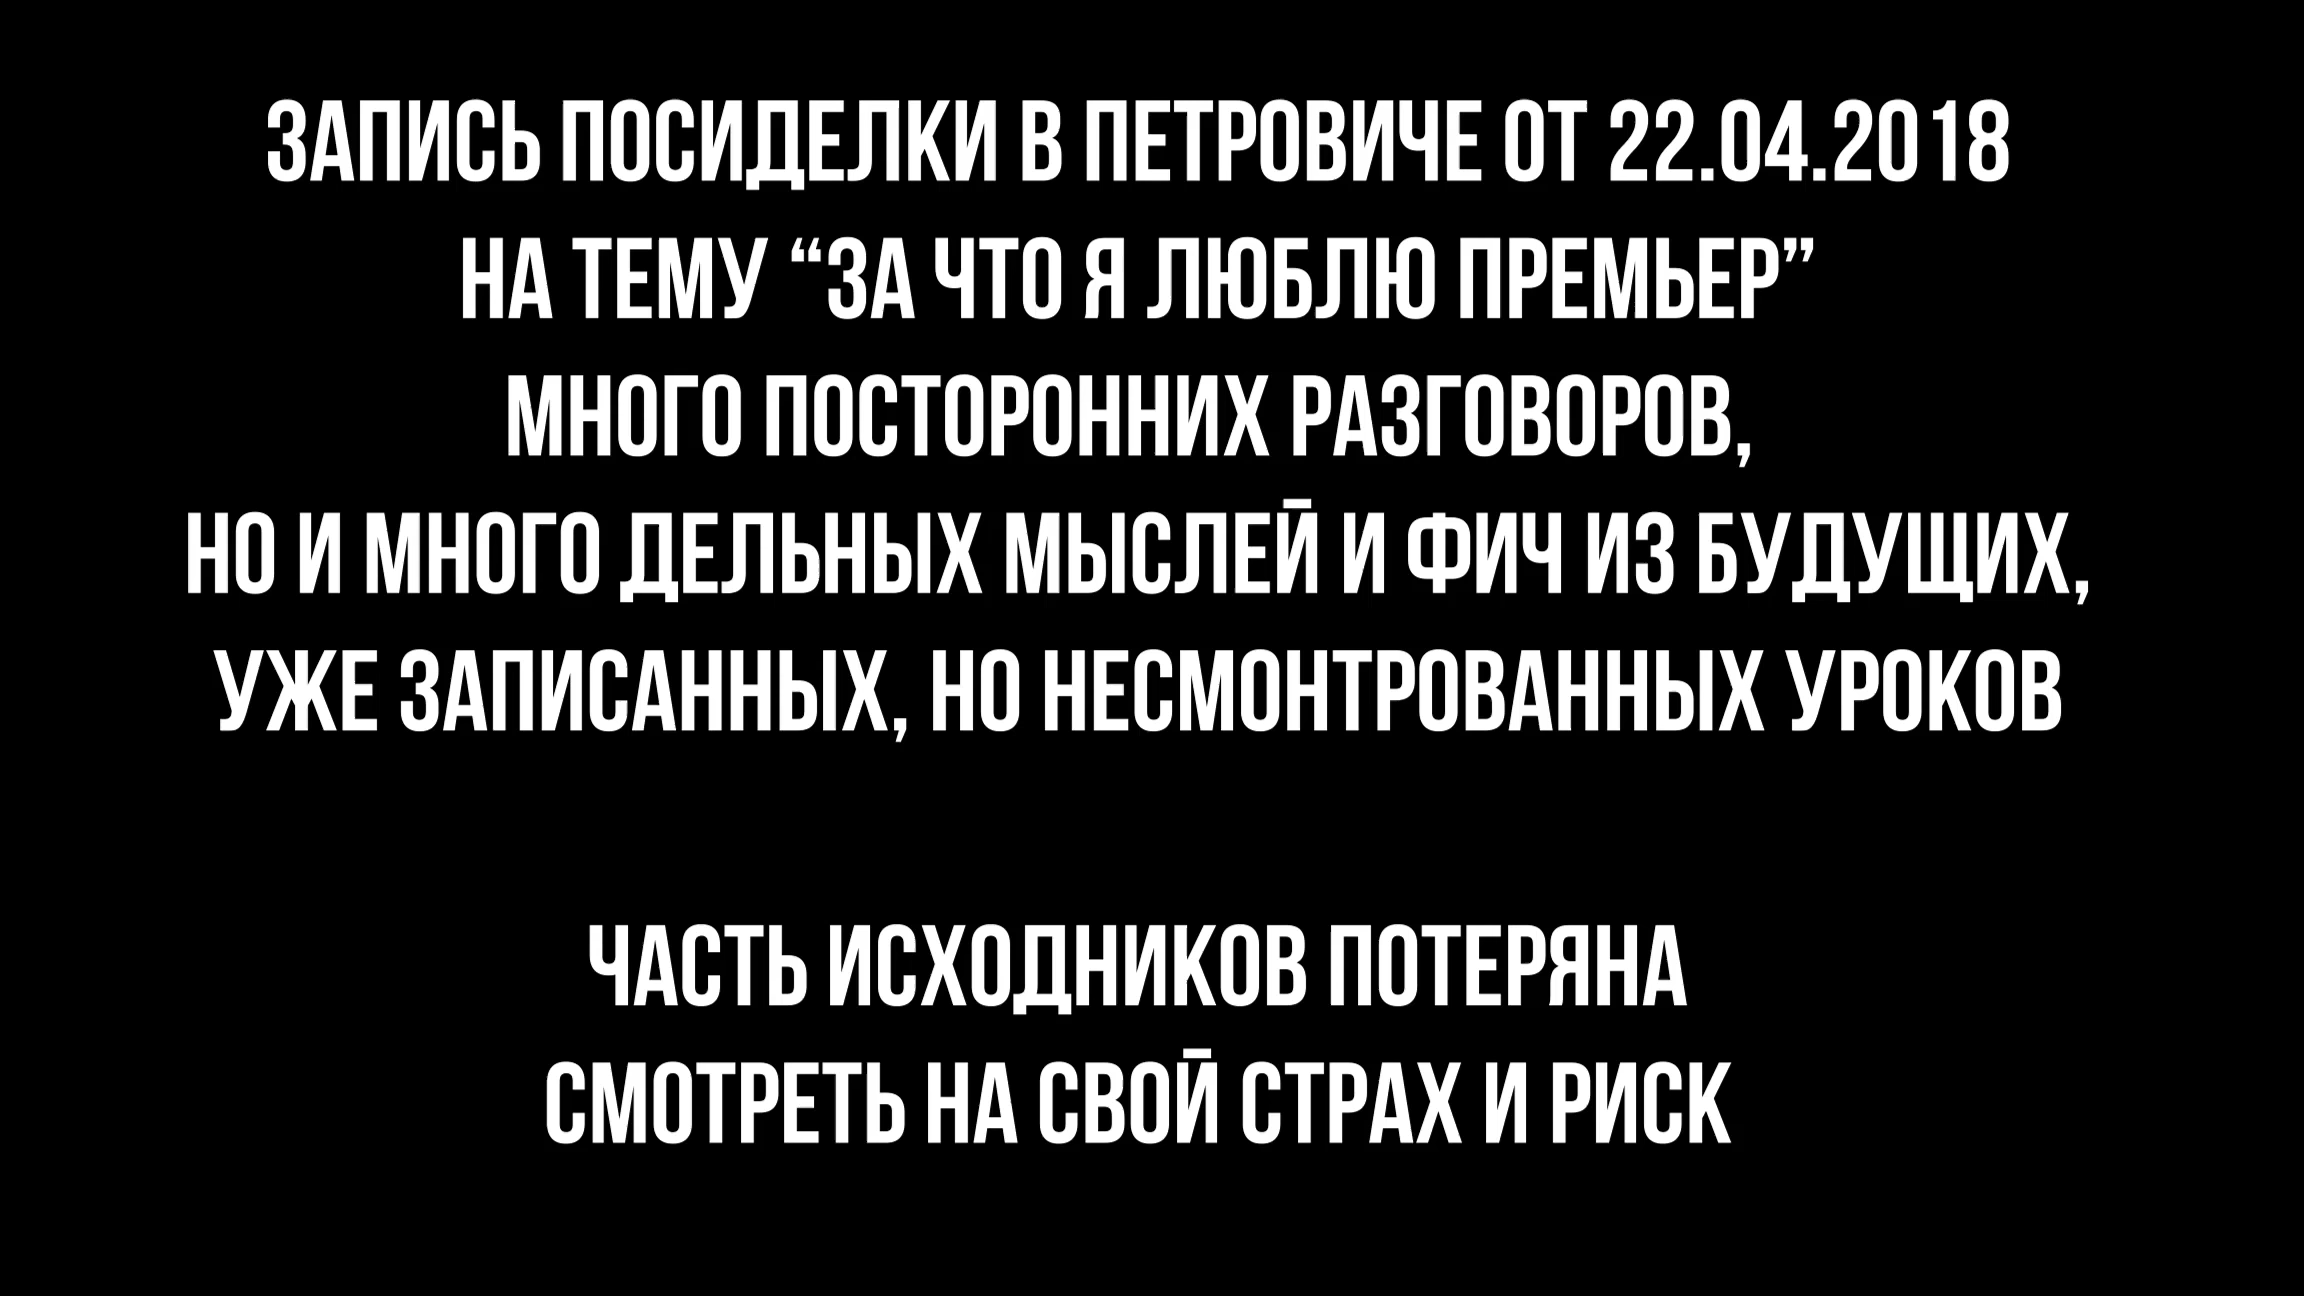 ЗАПИСЬ ПОСИДЕЛКИ В ПЕТРОВИЧЕ ОТ 22.04.2018
НА ТЕМУ “ЗА ЧТО Я ЛЮБЛЮ ПРЕМЬЕР”
МНОГО ПОСТОРОННИХ РАЗГОВОРОВ,
НО И МНОГО ДЕЛЬНЫХ МЫСЛЕЙ И ФИЧ ИЗ БУДУЩИХ,
УЖЕ ЗАПИСАННЫХ, НО НЕСМОНТРОВАННЫХ УРОКОВ
ЧАСТЬ ИСХОДНИКОВ ПОТЕРЯНА
СМОТРЕТЬ НА СВОЙ СТРАХ И РИСК